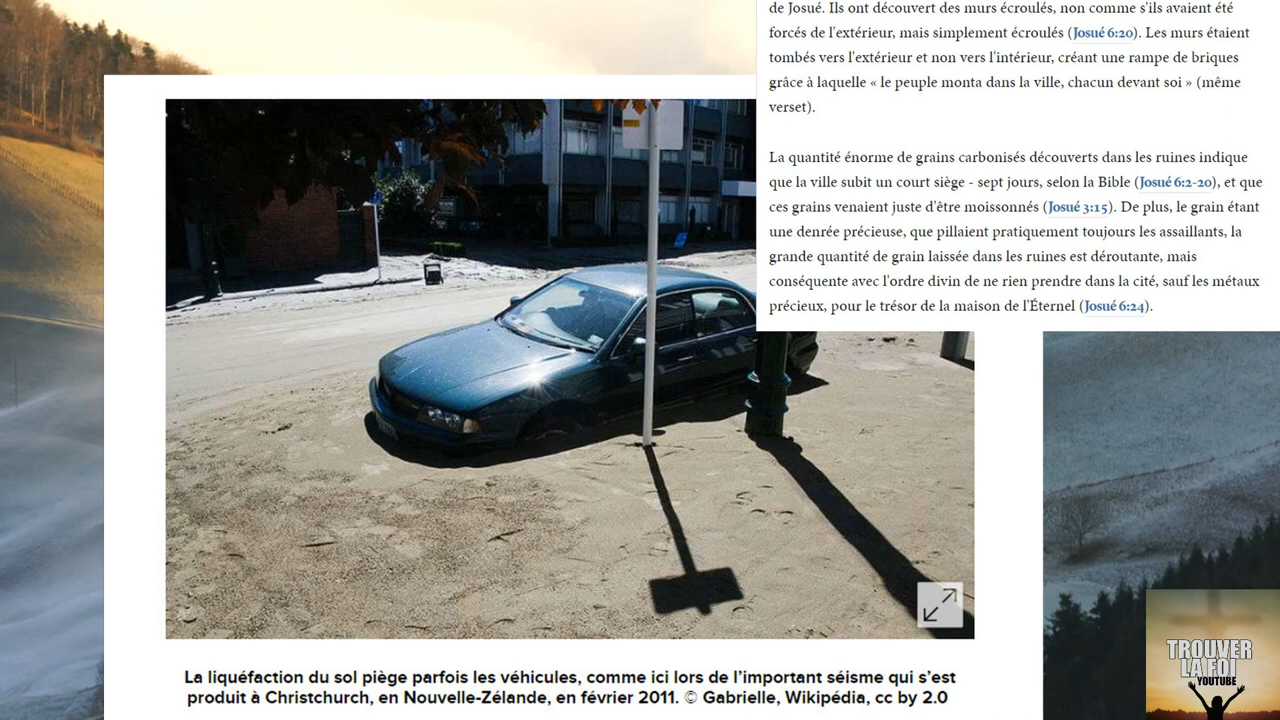 de Josué. Ils ont découvert des murs écroulés, non comme s'ils avaient été
forcés de l'extérieur, mais simplement écroulés (Josué 6:20). Les murs étaient
tombés vers l'extérieur et non vers l'intérieur, créant une rampe de briques
grâce à laquelle « le peuple monta dans la ville, chacun devant soi » (même
verset).
La quantité énorme de grains carbonisés découverts dans les ruines indique
que la ville subit un court siège - sept jours, selon la Bible (Josué 6:2-20), et que
ces grains venaient juste d'être moissonnés (Josué 3:15). De plus, le grain étant
une denrée précieuse, que pillaient pratiquement toujours les assaillants, la
grande quantité de grain laissée dans les ruines est déroutante, mais
conséquente avec l'ordre divin de ne rien prendre dans la cité, sauf les métaux
précieux, pour le trésor de la maison de l'Éternel (Josué 6:24).
La liquéfaction du sol piège parfois les véhicules, comme ici lors de l’important séisme qui s’est
produit à Christchurch, en Nouvelle-Zélande, en février 2011. © Gabrielle, Wikipédia, cc by 2.0
TROUVER
LA FOI
YOUTUBE